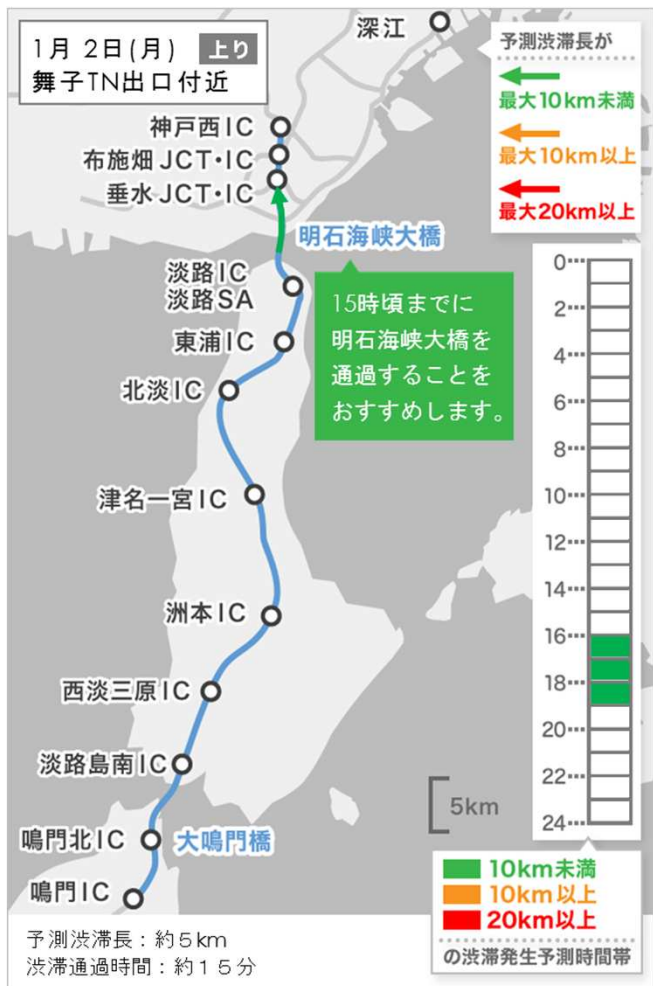 1月 2日(月) 上り
舞子TN出口付近
深江
神戸西IC
布施畑JCT・IC
垂水JCT・IC
明石海峡大橋
淡路IC
淡路SA
東浦IC
北淡IC
津名一宮IC
洲本IC
西淡三原IC
淡路島南IC
鳴門北IC
大鳴門橋
鳴門IC
15時頃までに
明石海峡大橋を
通過することを
おすすめします。
予測渋滞長が
最大10km未満
最大10km以上
最大20km以上
0
2
4
6
8
10
12
14
16
18
20
22
24
5km
10km未満
10km以上
20km以上
の渋滞発生予測時間帯
予測渋滞長：約5km
渋滞通過時間：約15分